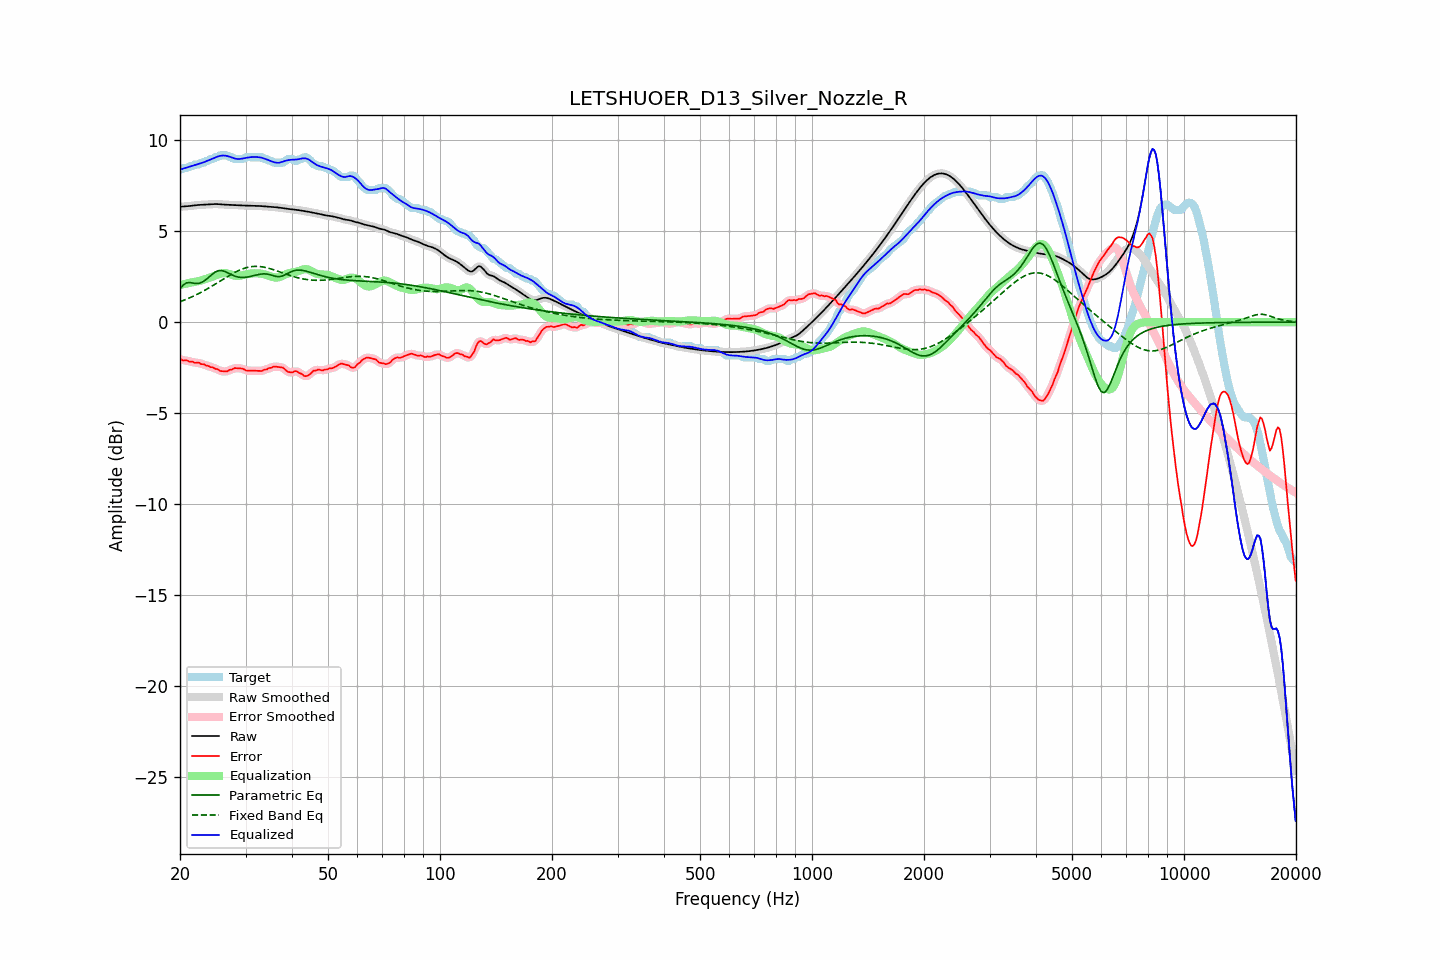 LETSHUOER_D13_Silver_Nozzle_R
Amplitude (dBr)
10
5
0
−5
−10
−15
−20
−25
Target
Raw Smoothed
Error Smoothed
Raw
Error
Equalization
Parametric Eq
Fixed Band Eq
Equalized
20 50 100 200 500 1000 2000 5000 10000 20000
Frequency (Hz)